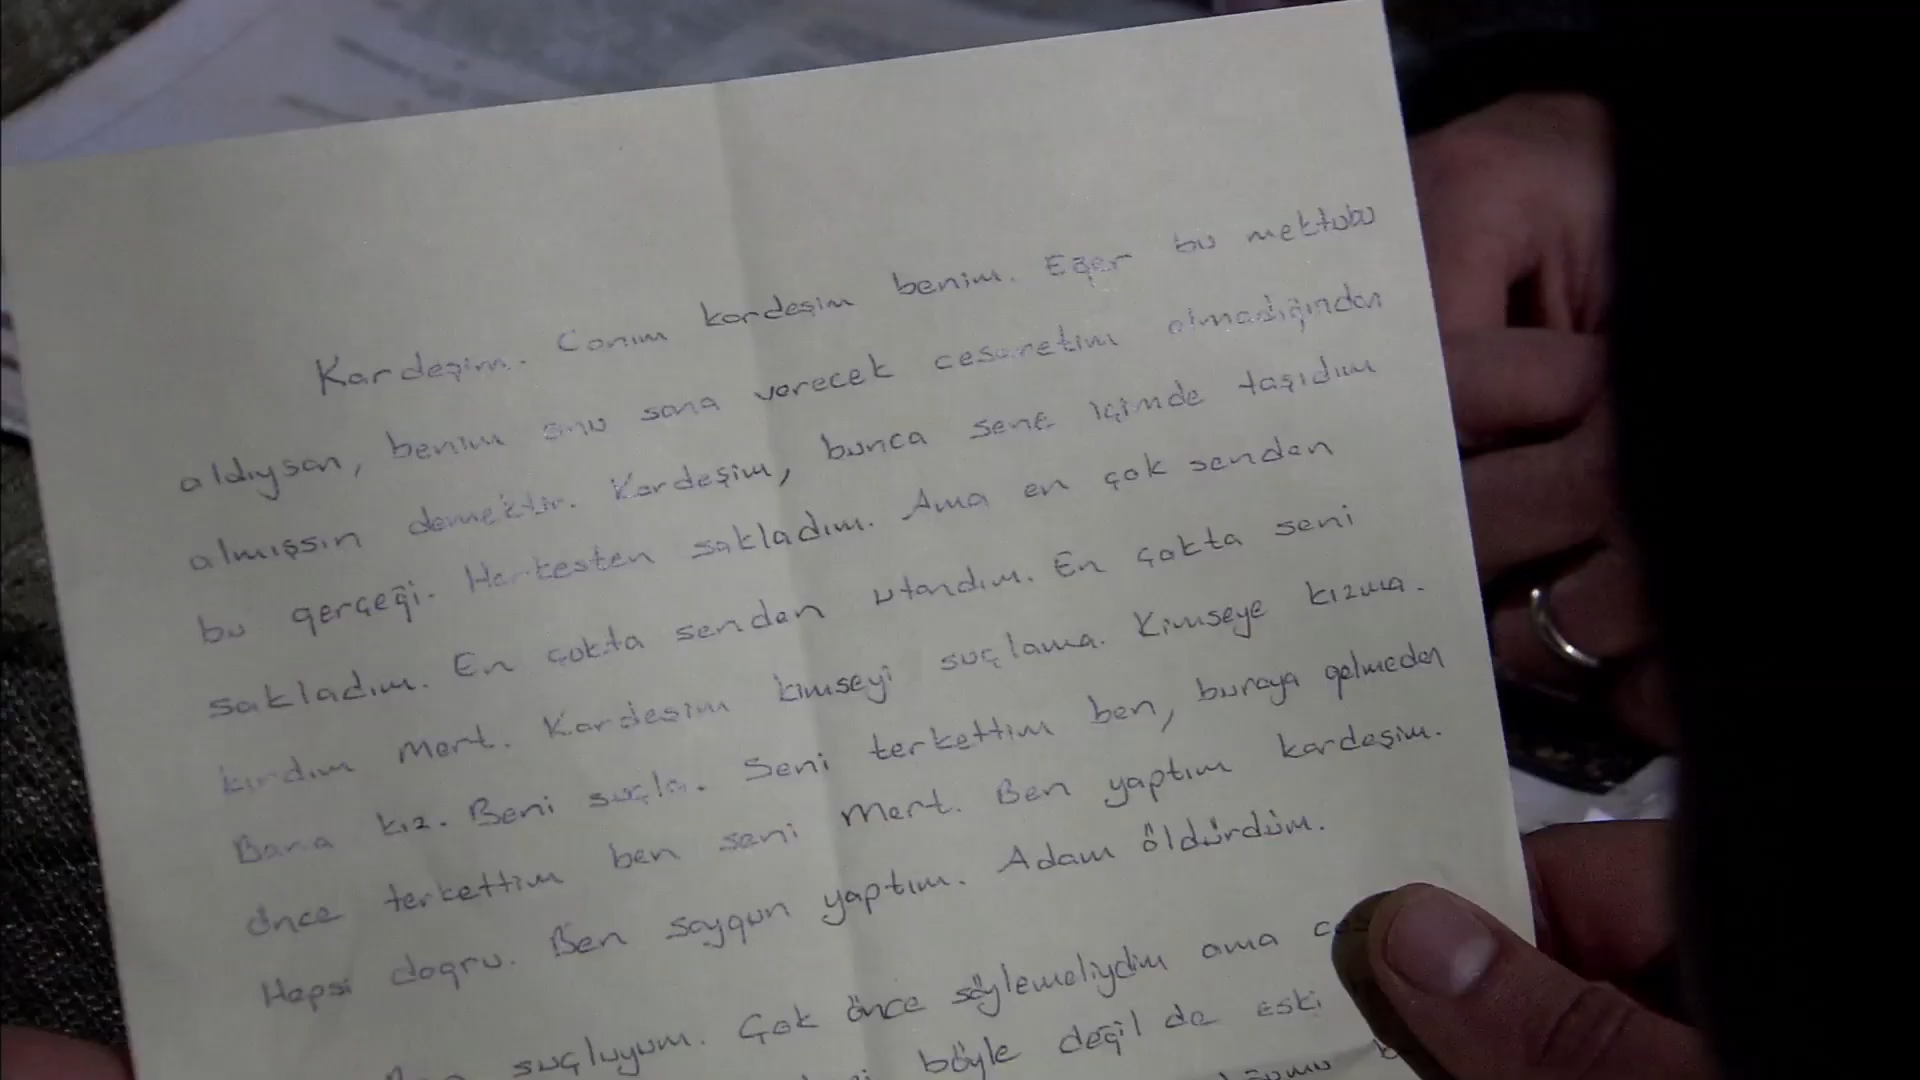 Kardeşim. Canım kardeşim benim. Eğer bu mektubu
aldıysan, benim onu sana verecek cesaretim olmadığından
almışsın demektir. Kardeşim, bunca sene içimde taşıdım
bu gerçeği. Herkesten sakladım. Ama en çok senden
sakladım. En çokta senden utandım. En çokta seni
kırdım Mert. Kardeşim kimseyi suçlama. Kimseye kızma.
Bana kız. Beni suçla. Seni terkettim ben, buraya gelmeden
önce terkettim ben seni Mert. Ben yaptım kardeşim.
Hepsi doğru. Ben soygun yaptım. Adam öldürdüm.
suçluyum. Çok önce söylemeliydim ama
böyle değil de eski